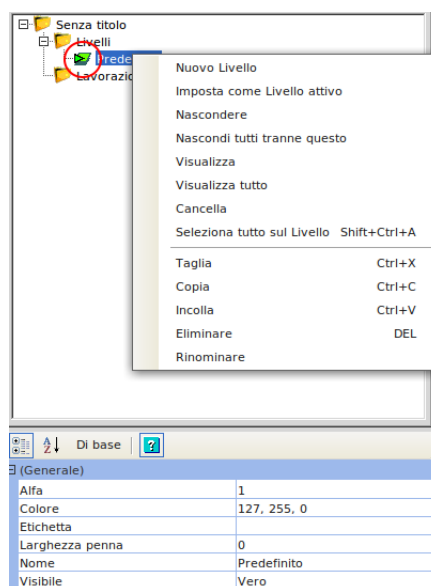 Senza titolo
Livelli
Nuovo Livello
Imposta come Livello attivo
Nascondere
Nascondi tutti tranne questo
Visualizza
Visualizza tutto
Cancella
Seleziona tutto sul Livello Shift+Ctrl+A
Taglia Ctrl+X
Copia Ctrl+C
Incolla Ctrl+V
Eliminare DEL
Rinominare
Di base
(Generale)
Alfa 1
Colore 127, 255, 0
Etichetta
Larghezza penna 0
Nome Predefinito
Visibile Vero